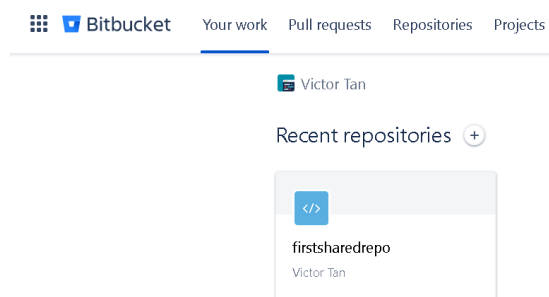 Bitbucket Your work Pull requests Repositories Projects
Victor Tan
Recent repositories +
</>
firstsharedrepo
Victor Tan